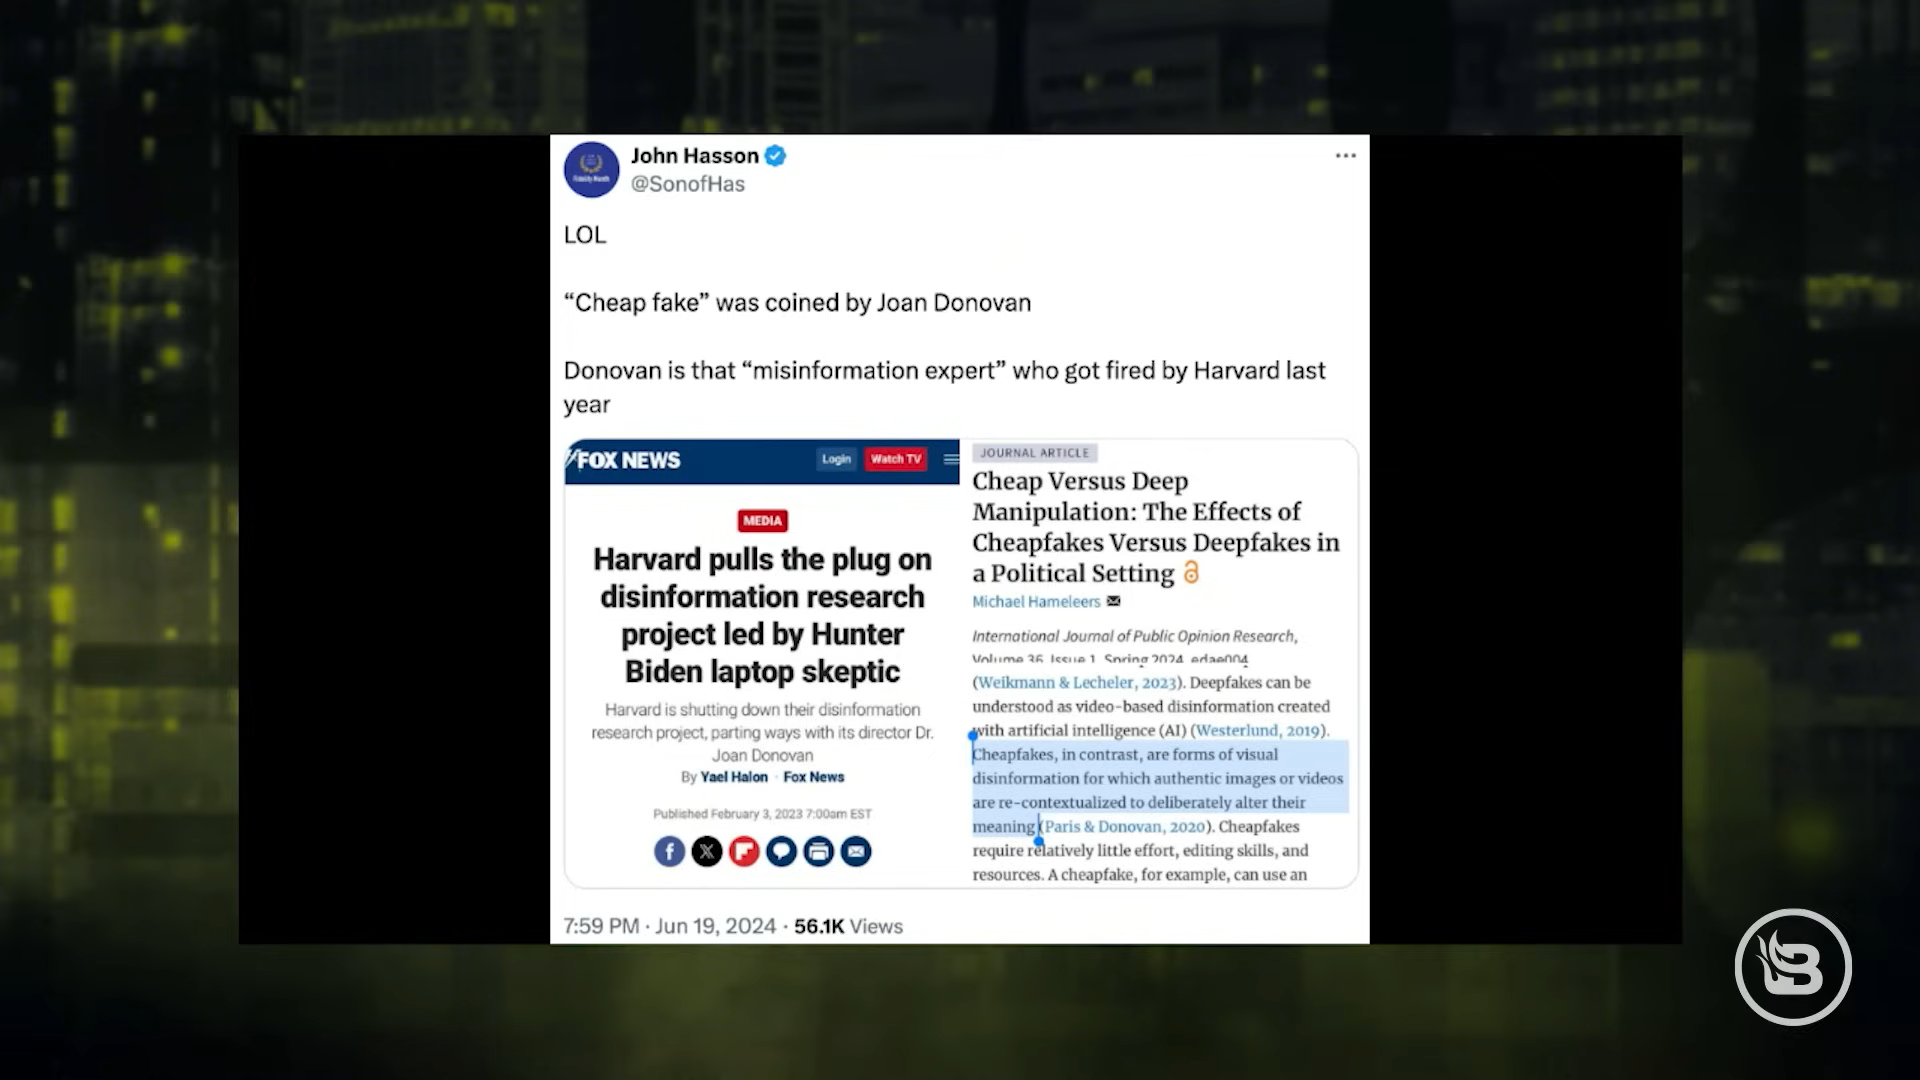 John Hasson
@SonofHas
LOL
“Cheap fake” was coined by Joan Donovan
Donovan is that “misinformation expert” who got fired by Harvard last
year
FOX NEWS
Login
Watch TV
MEDIA
Harvard pulls the plug on
disinformation research
project led by Hunter
Biden laptop skeptic
Harvard is shutting down their disinformation
research project, parting ways with its director Dr.
Joan Donovan
By Yael Halon · Fox News
Published February 3, 2023 7:00am EST
JOURNAL ARTICLE
Cheap Versus Deep
Manipulation: The Effects of
Cheapfakes Versus Deepfakes in
a Political Setting
Michael Hameleers
International Journal of Public Opinion Research,
Volume 36, Issue 1, Spring 2024, edae004
(Weikmann & Lecheler, 2023). Deepfakes can be
understood as video-based disinformation created
with artificial intelligence (AI) (Westerlund, 2019).
Cheapfakes, in contrast, are forms of visual
disinformation for which authentic images or videos
are re-contextualized to deliberately alter their
meaning (Paris & Donovan, 2020). Cheapfakes
require relatively little effort, editing skills, and
resources. A cheapfake, for example, can use an
7:59 PM · Jun 19, 2024 · 56.1K Views
B